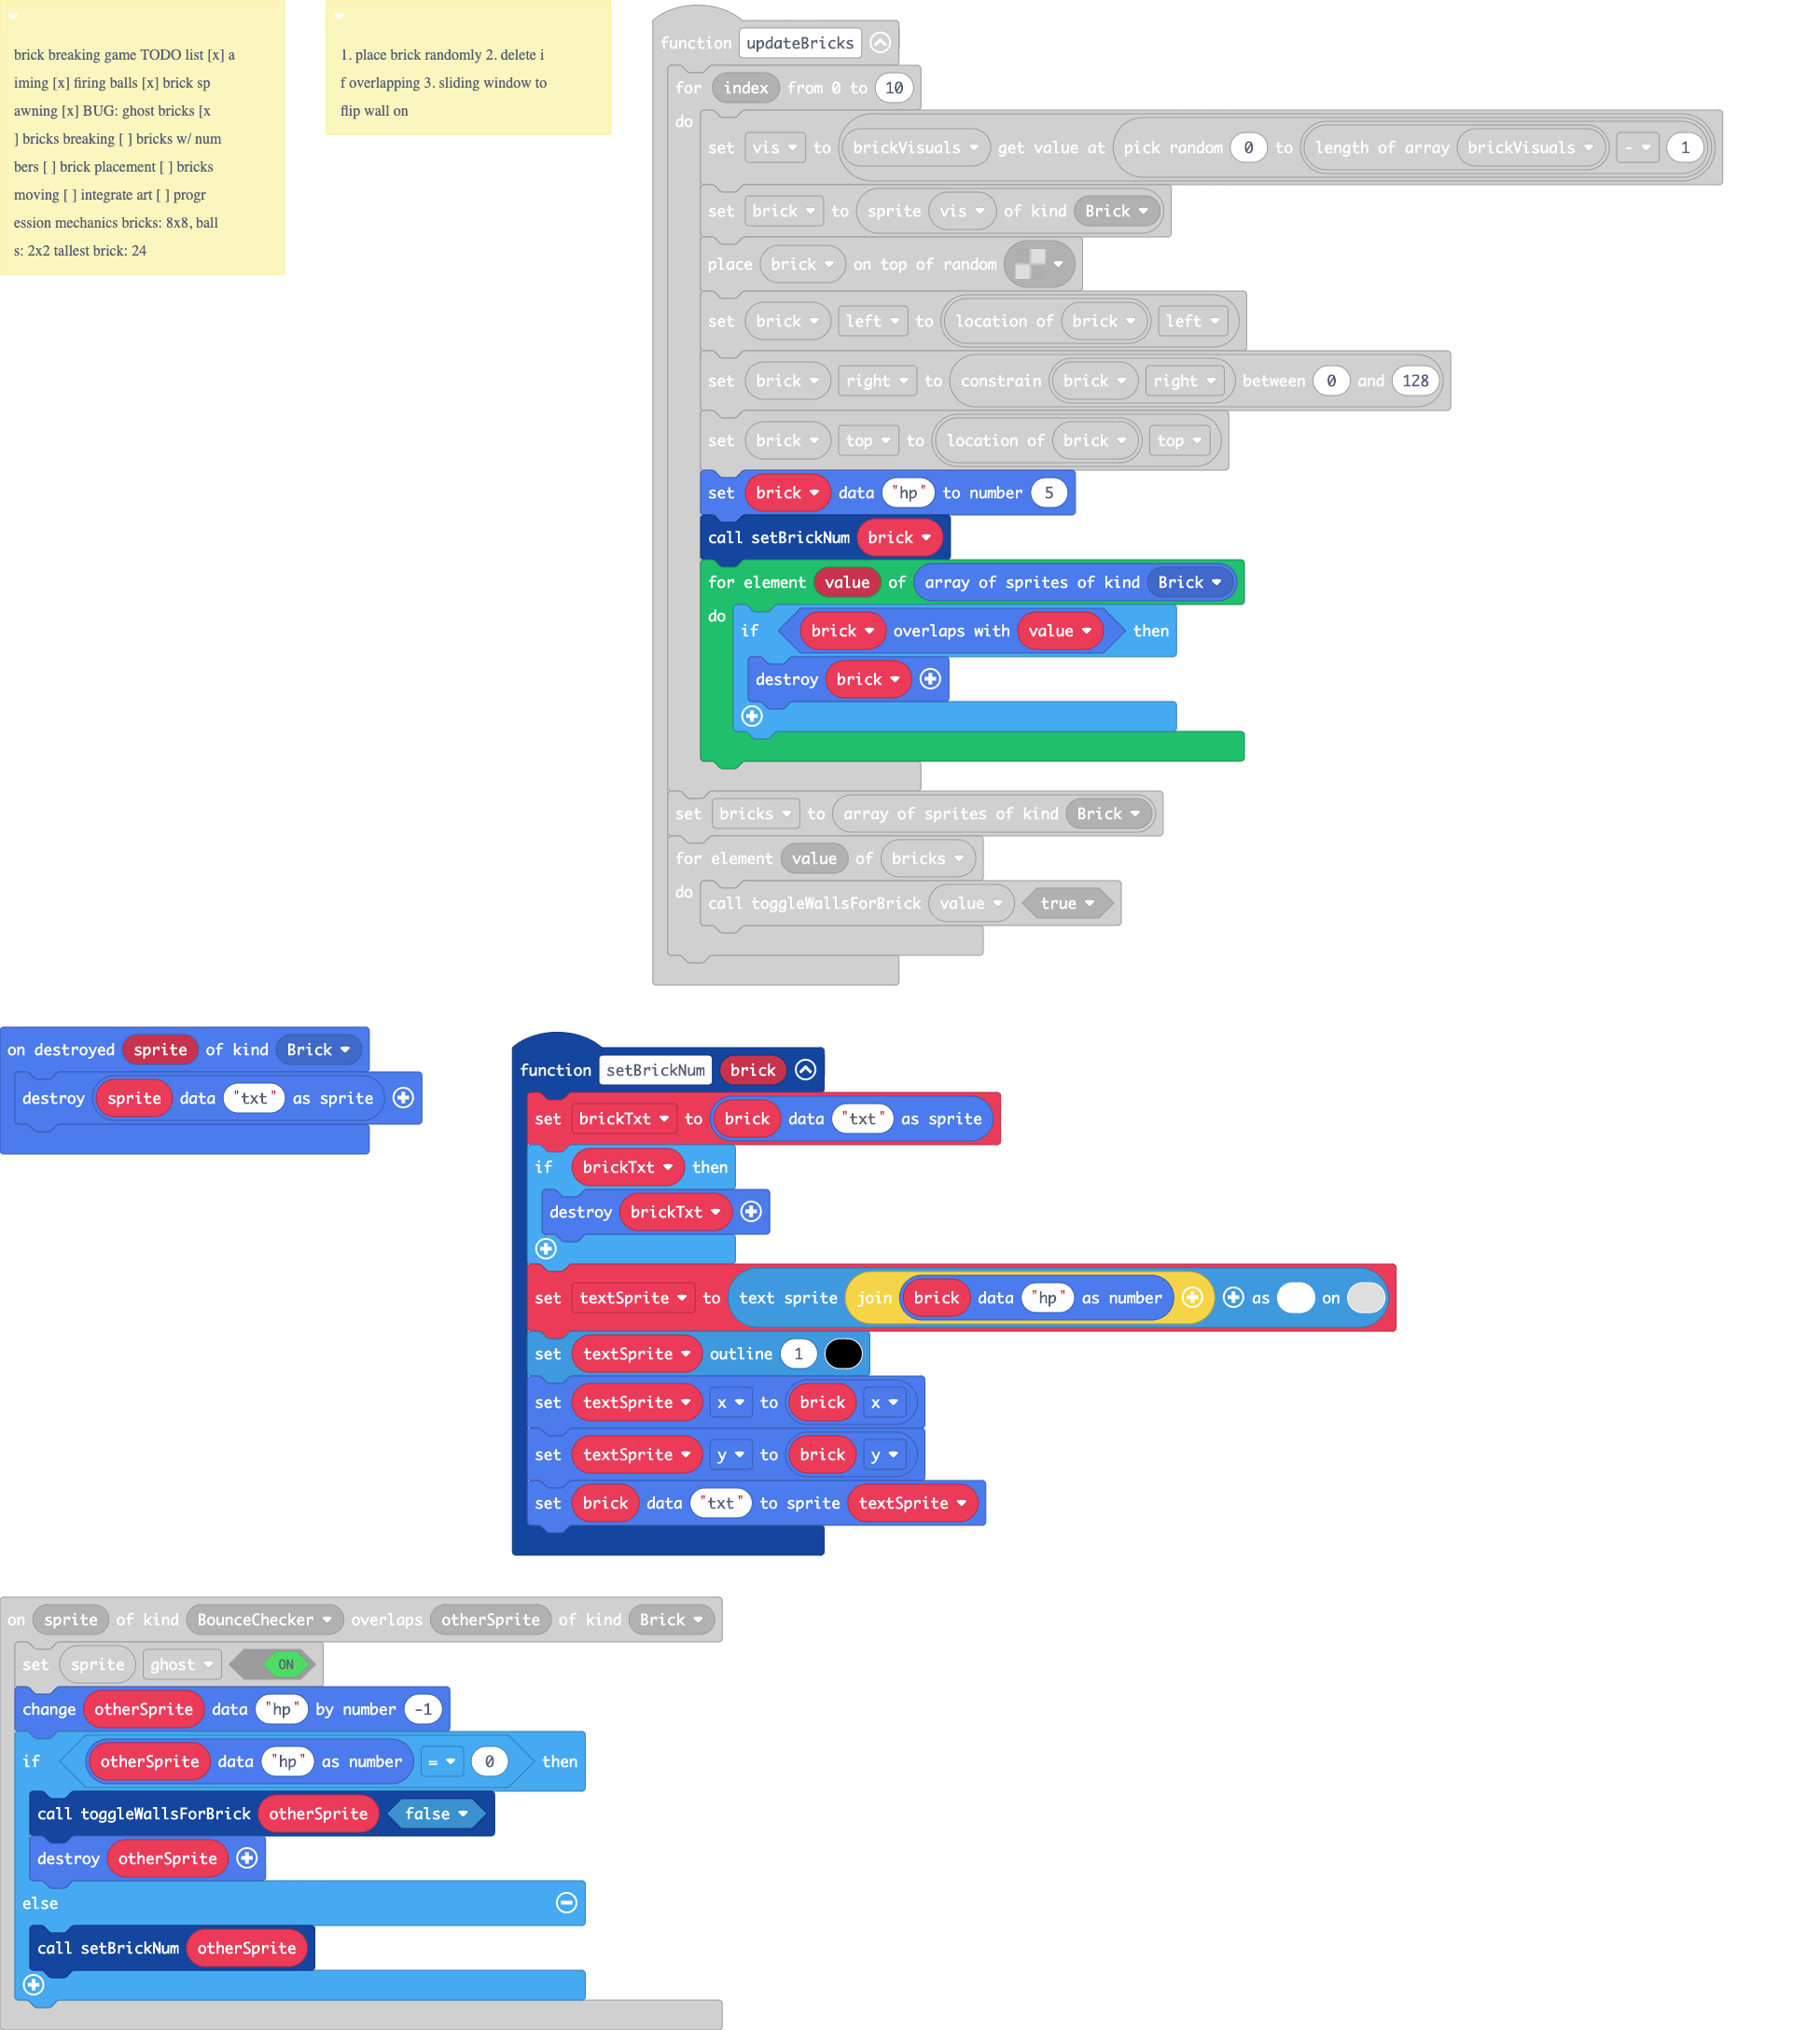 brick breaking game TODO list [x] a
iming [x] firing balls [x] brick sp
awning [x] BUG: ghost bricks [x
] bricks breaking [ ] bricks w/ num
bers [ ] brick placement [ ] bricks
moving [ ] integrate art [ ] progr
ession mechanics bricks: 8x8, ball
s: 2x2 tallest brick: 24
1. place brick randomly 2. delete i
f overlapping 3. sliding window to
flip wall on
function updateBricks
for index from 0 to 10
do
set vis to brickVisuals get value at pick random 0 to length of array brickVisuals - 1
set brick to sprite vis of kind Brick
place brick on top of random
set brick left to location of brick left
set brick right to constrain brick right between 0 and 128
set brick top to location of brick top
set brick data "hp" to number 5
call setBrickNum brick
for element value of array of sprites of kind Brick
do
if brick overlaps with value then
destroy brick
set bricks to array of sprites of kind Brick
for element value of bricks
do
call toggleWallsForBrick value true
on destroyed sprite of kind Brick
destroy sprite data "txt" as sprite
function setBrickNum brick
set brickTxt to brick data "txt" as sprite
if brickTxt then
destroy brickTxt
set textSprite to text sprite join brick data "hp" as number as on
set textSprite outline 1
set textSprite x to brick x
set textSprite y to brick y
set brick data "txt" to sprite textSprite
on sprite of kind BounceChecker overlaps otherSprite of kind Brick
set sprite ghost ON
change otherSprite data "hp" by number -1
if otherSprite data "hp" as number = 0 then
call toggleWallsForBrick otherSprite false
destroy otherSprite
else
call setBrickNum otherSprite